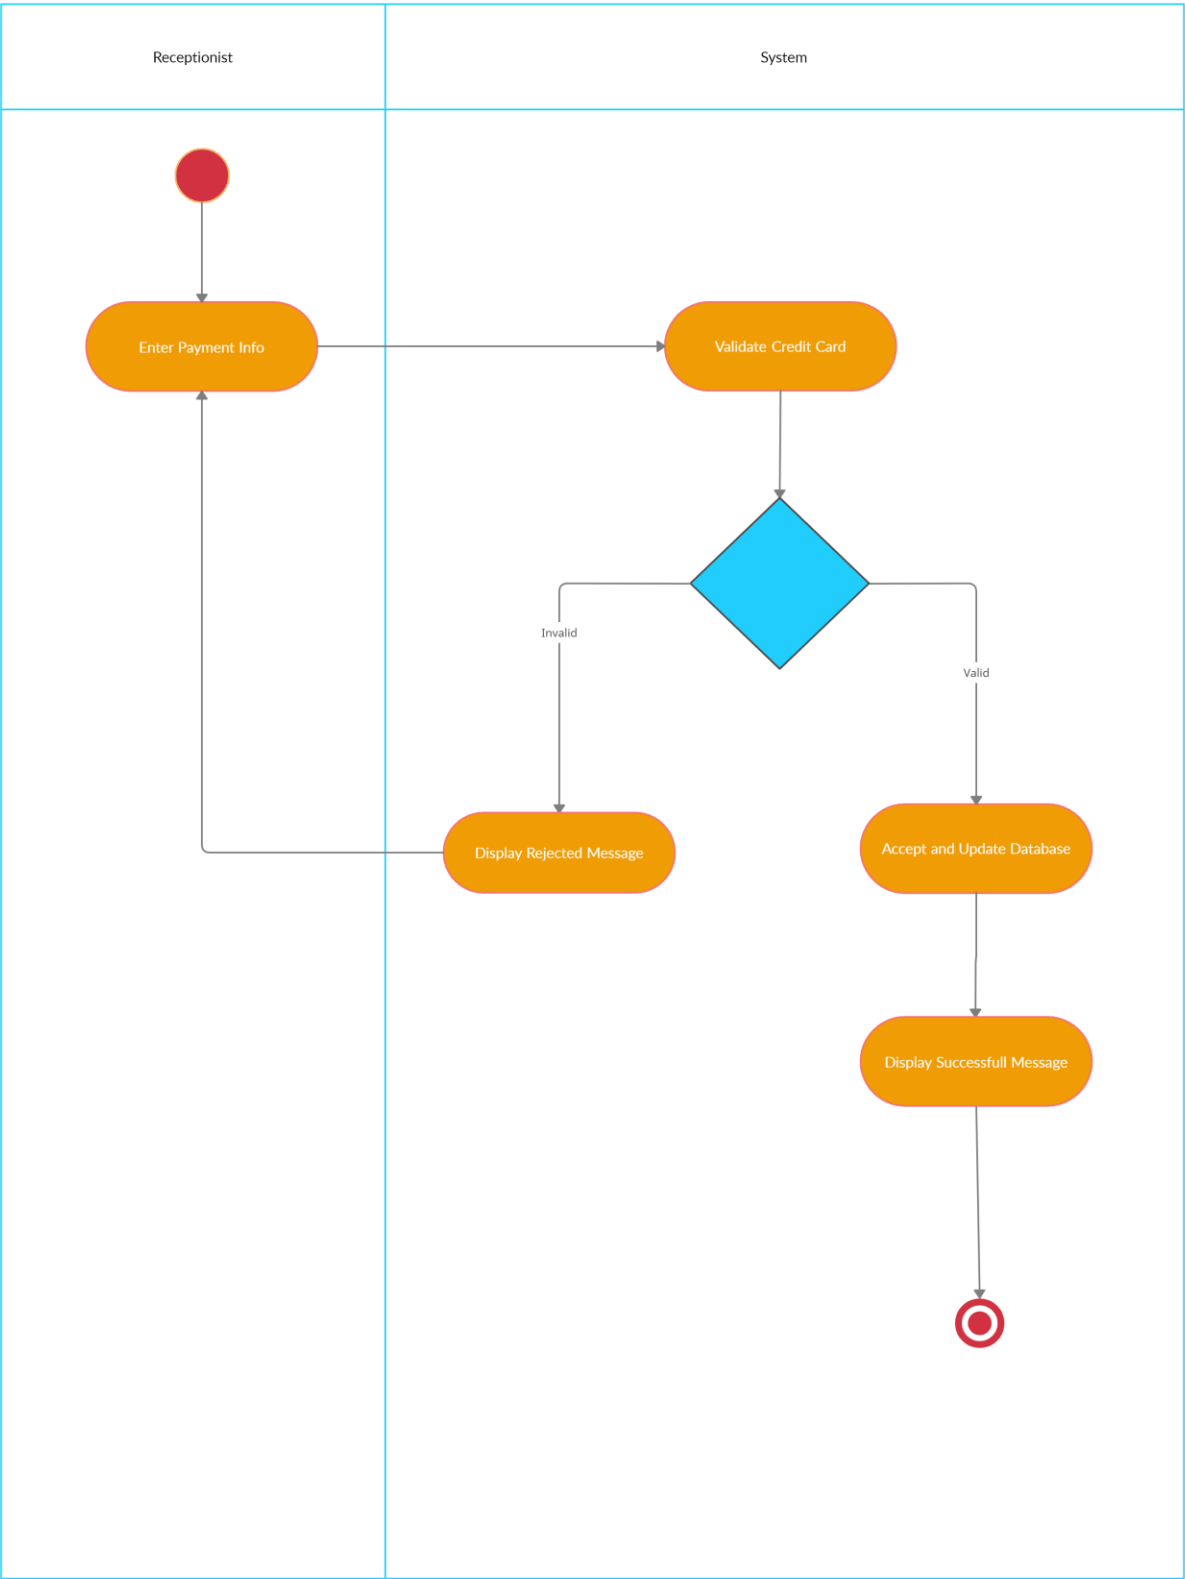 Receptionist
System
Enter Payment Info
Validate Credit Card
Invalid
Valid
Display Rejected Message
Accept and Update Database
Display Successfull Message